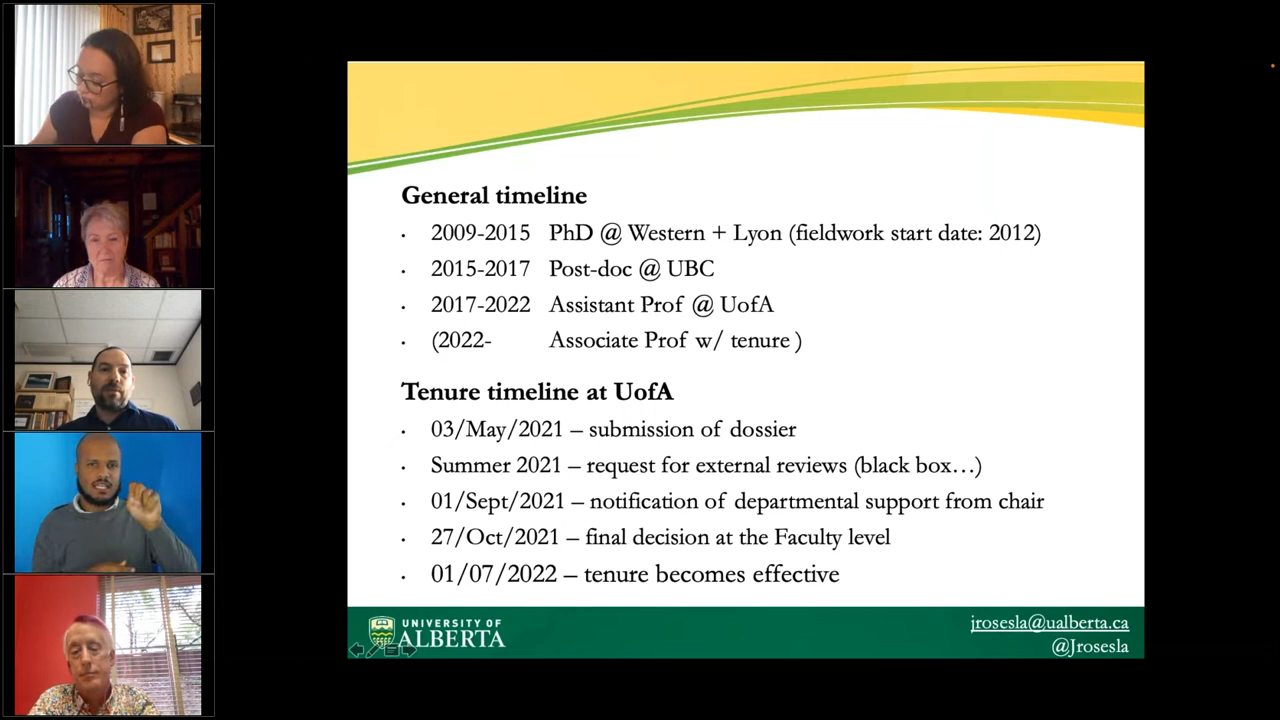 General timeline
· 2009-2015 PhD @ Western + Lyon (fieldwork start date: 2012)
· 2015-2017 Post-doc @ UBC
· 2017-2022 Assistant Prof @ UofA
· (2022- Associate Prof w/ tenure )
Tenure timeline at UofA
· 03/May/2021 – submission of dossier
· Summer 2021 – request for external reviews (black box…)
· 01/Sept/2021 – notification of departmental support from chair
· 27/Oct/2021 – final decision at the Faculty level
· 01/07/2022 – tenure becomes effective
UNIVERSITY OF
ALBERTA
jrosesla@ualberta.ca
@Jrosesla